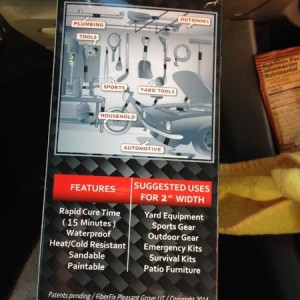 PLUMBING
OUTDOORS
TOOLS
SPORTS
YARD TOOLS
HOUSEHOLD
AUTOMOTIVE
FEATURES
Rapid Cure Time
(15 Minutes)
Waterproof
Heat/Cold Resistant
Sandable
Paintable
SUGGESTED USES
FOR 2" WIDTH
Yard Equipment
Sports Gear
Outdoor Gear
Emergency Kits
Survival Kits
Patio Furniture
Patents pending / FiberFix Pleasant Grove UT / Copyright 2014